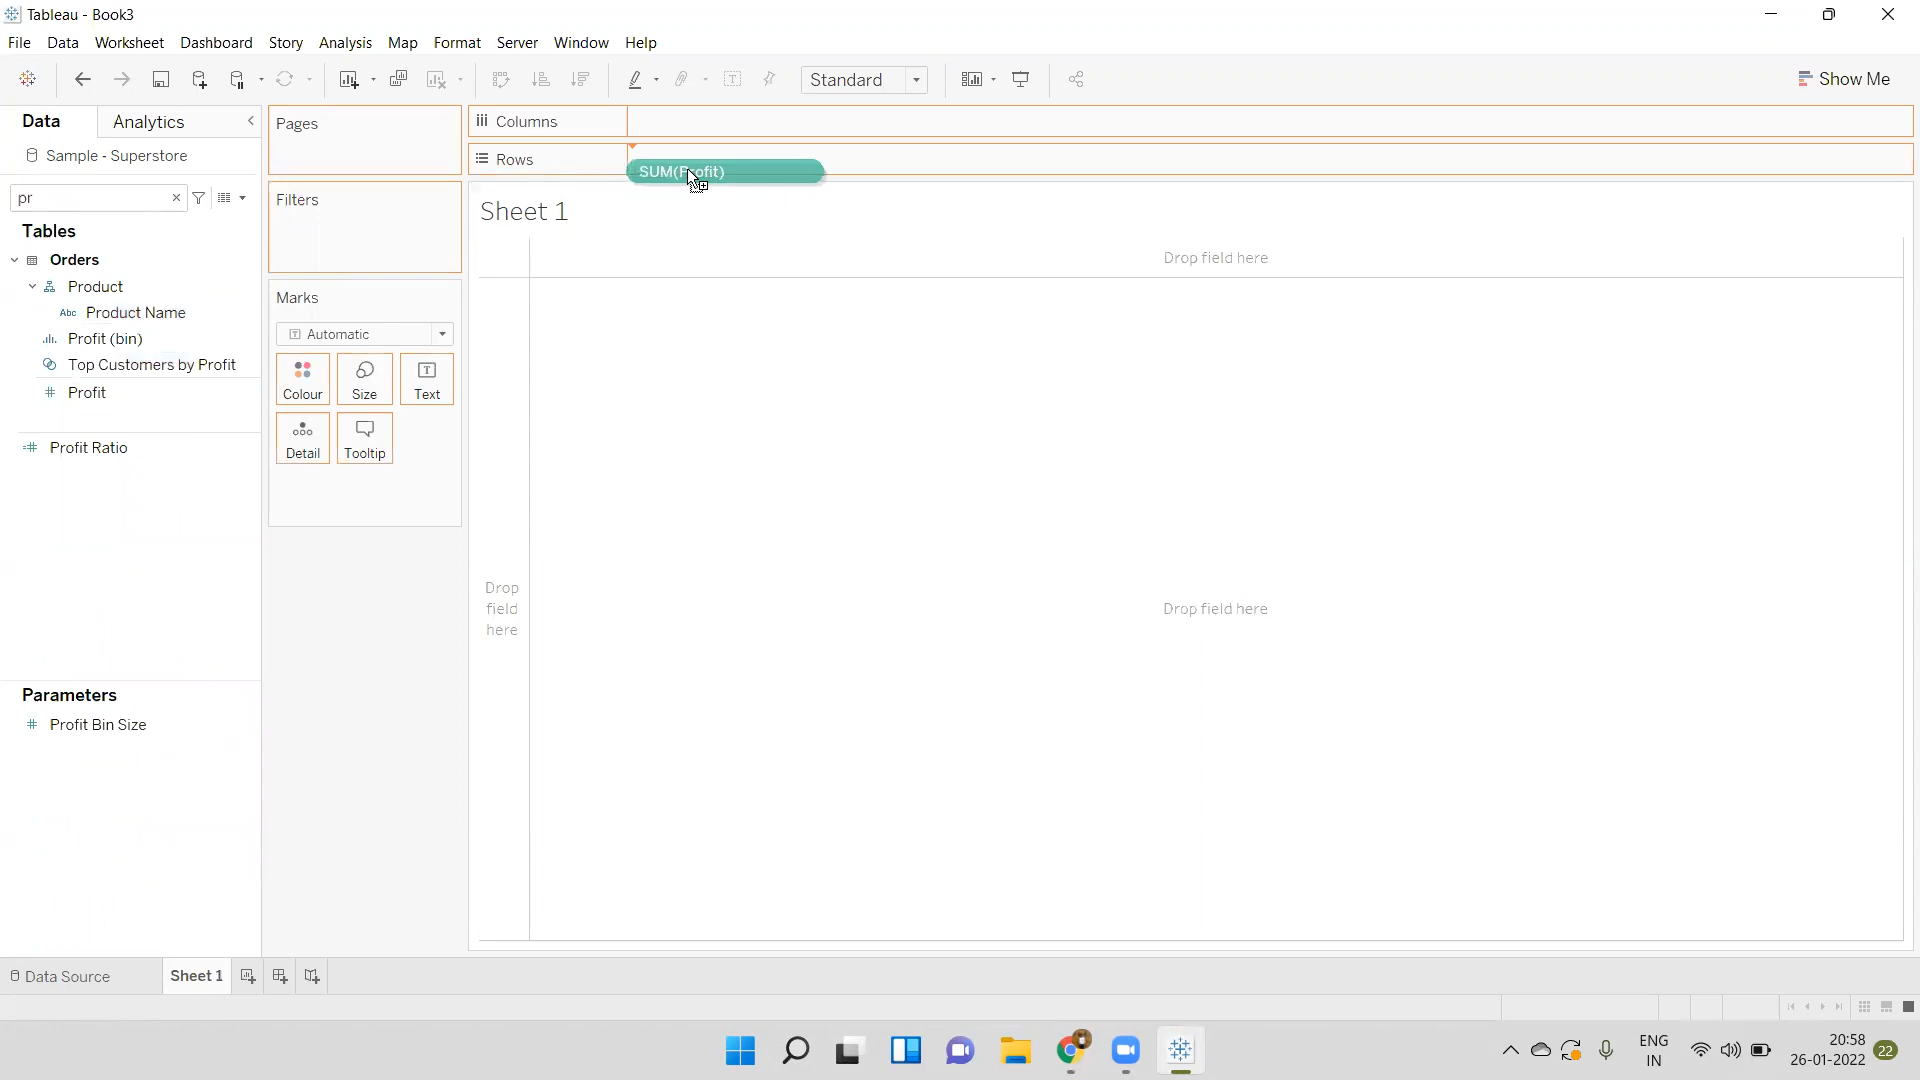 Tableau - Book3
File Data Worksheet Dashboard Story Analysis Map Format Server Window Help
Standard
Show Me
Data Analytics
Sample - Superstore
pr
Tables
Orders
Product
Abc Product Name
Profit (bin)
Top Customers by Profit
Profit
Profit Ratio
Parameters
Profit Bin Size
Pages
Filters
Marks
Automatic
Colour Size Text
Detail Tooltip
Columns
Rows
SUM(Profit)
Sheet 1
Drop field here
Drop
field
here
Drop field here
Data Source Sheet 1
ENG
IN
20:58
26-01-2022
22